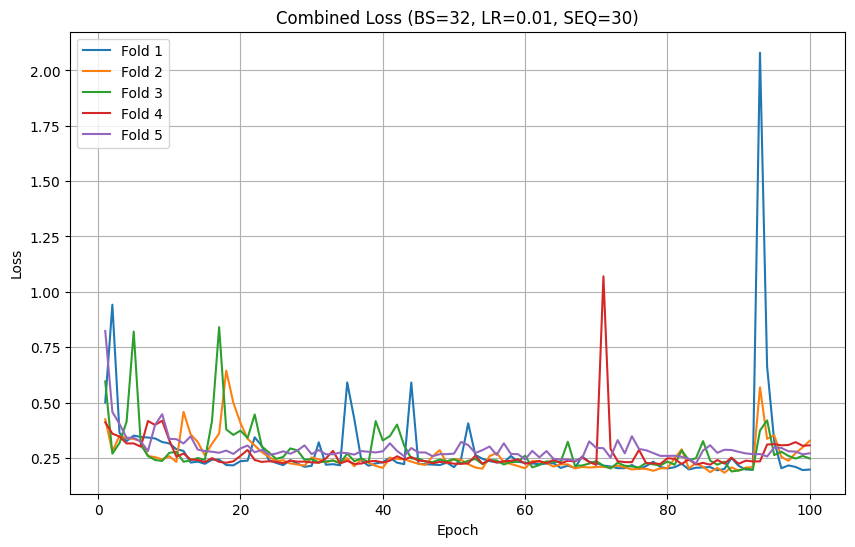 Combined Loss (BS=32, LR=0.01, SEQ=30)
Fold 1
Fold 2
Fold 3
Fold 4
Fold 5
2.00
1.75
1.50
1.25
1.00
0.75
0.50
0.25
Loss
0 20 40 60 80 100
Epoch